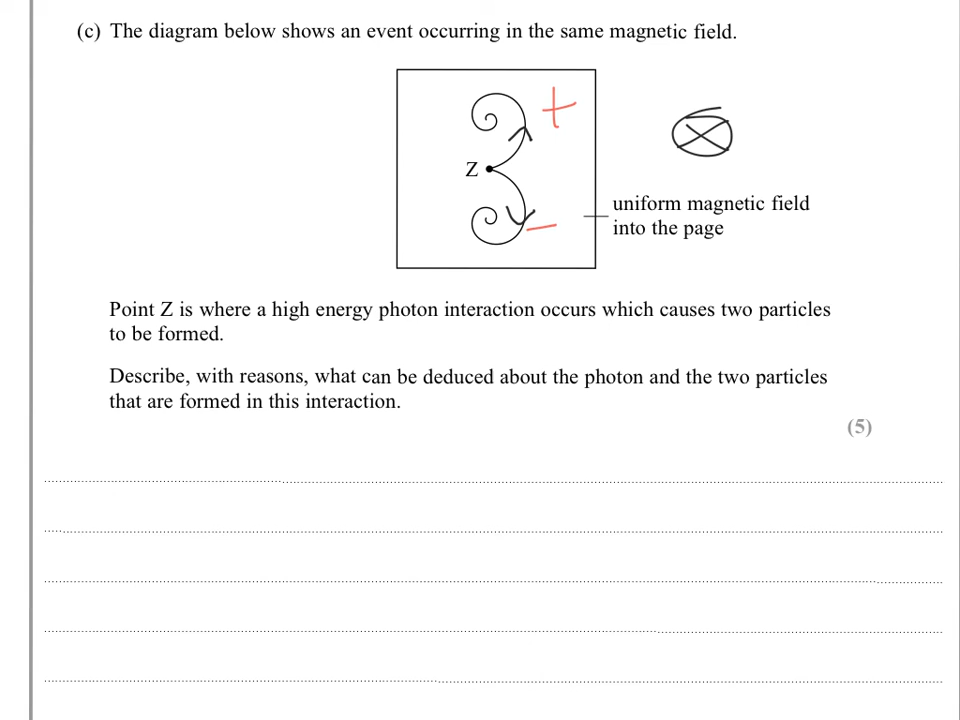 (c) The diagram below shows an event occurring in the same magnetic field.
+
Z
uniform magnetic field
into the page
–
Point Z is where a high energy photon interaction occurs which causes two particles
to be formed.
Describe, with reasons, what can be deduced about the photon and the two particles
that are formed in this interaction.
(5)